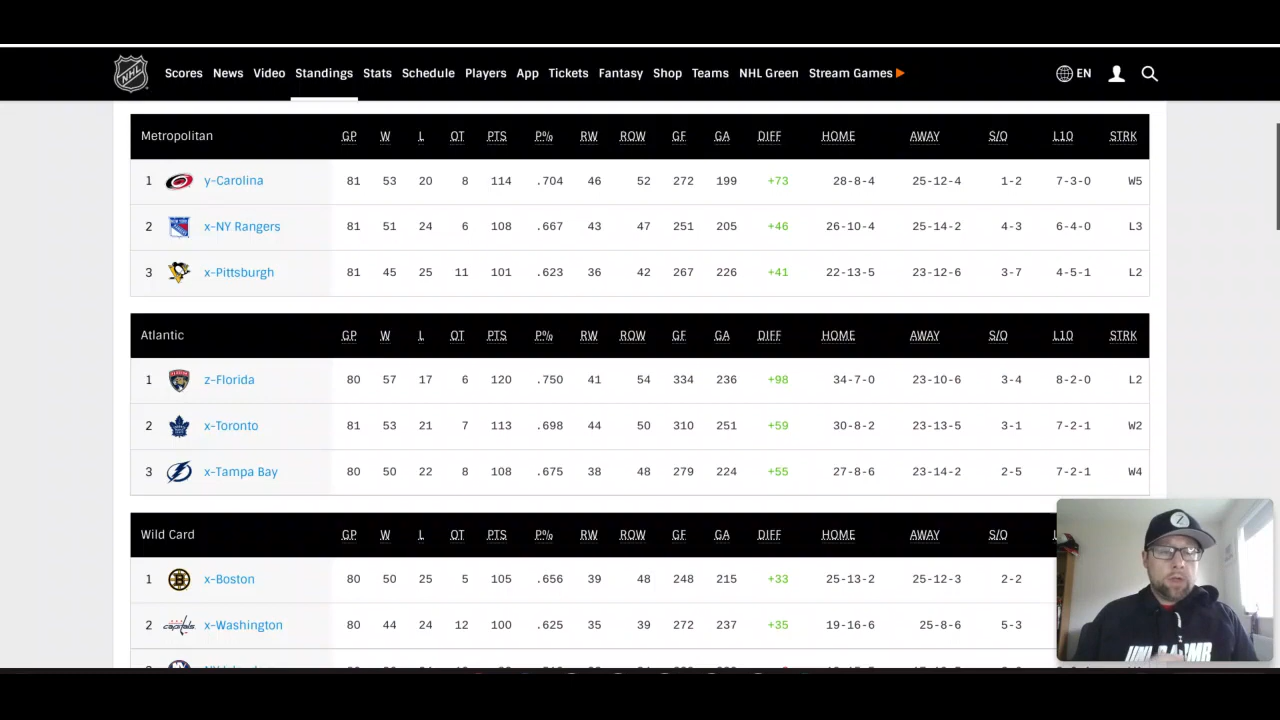 NHL Scores News Video Standings Stats Schedule Players App Tickets Fantasy Shop Teams NHL Green Stream Games EN
Metropolitan GP W L OT PTS P% RW ROW GF GA DIFF HOME AWAY S/O L10 STRK
1 y-Carolina 81 53 20 8 114 .704 46 52 272 199 +73 28-8-4 25-12-4 1-2 7-3-0 W5
2 x-NY Rangers 81 51 24 6 108 .667 43 47 251 205 +46 26-10-4 25-14-2 4-3 6-4-0 L3
3 x-Pittsburgh 81 45 25 11 101 .623 36 42 267 226 +41 22-13-5 23-12-6 3-7 4-5-1 L2
Atlantic GP W L OT PTS P% RW ROW GF GA DIFF HOME AWAY S/O L10 STRK
1 z-Florida 80 57 17 6 120 .750 41 54 334 236 +98 34-7-0 23-10-6 3-4 8-2-0 L2
2 x-Toronto 81 53 21 7 113 .698 44 50 310 251 +59 30-8-2 23-13-5 3-1 7-2-1 W2
3 x-Tampa Bay 80 50 22 8 108 .675 38 48 279 224 +55 27-8-6 23-14-2 2-5 7-2-1 W4
Wild Card GP W L OT PTS P% RW ROW GF GA DIFF HOME AWAY S/O
1 x-Boston 80 50 25 5 105 .656 39 48 248 215 +33 25-13-2 25-12-3 2-2
2 x-Washington 80 44 24 12 100 .625 35 39 272 237 +35 19-16-6 25-8-6 5-3